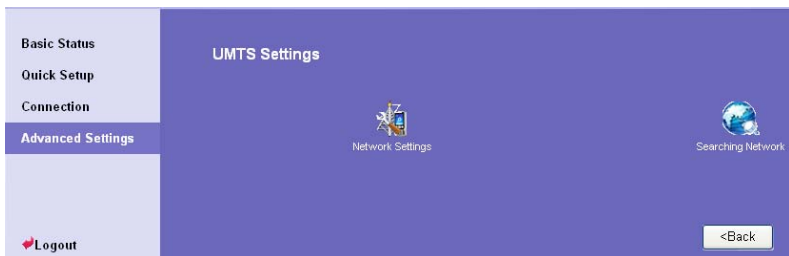 Basic Status
Quick Setup
Connection
Advanced Settings
Logout
UMTS Settings
Network Settings
Searching Network
<Back